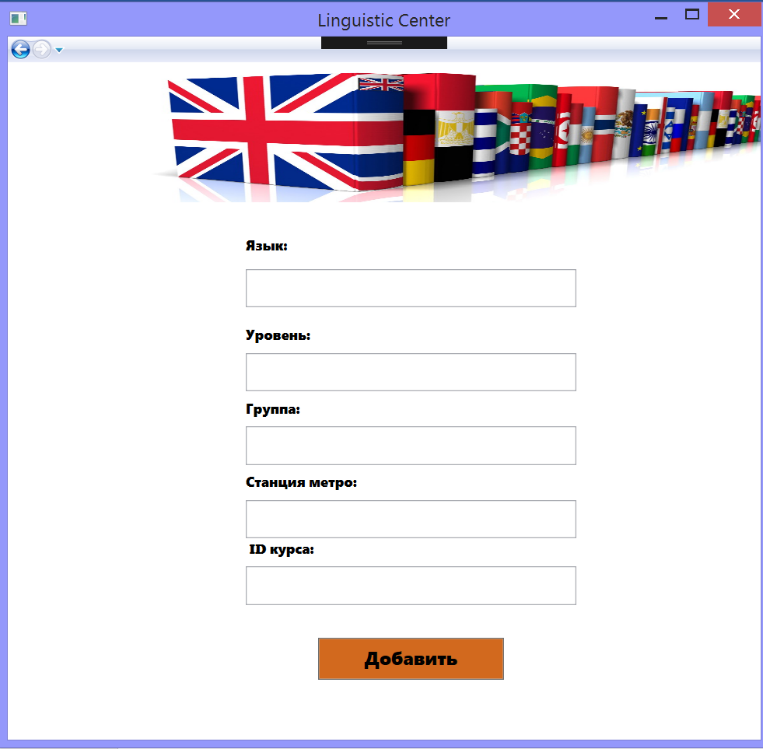 Linguistic Center
Язык:
Уровень:
Группа:
Станция метро:
ID курса:
Добавить